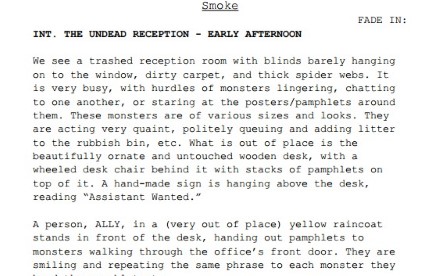 Smoke
FADE IN:
INT. THE UNDEAD RECEPTION - EARLY AFTERNOON
We see a trashed reception room with blinds barely hanging
on to the window, dirty carpet, and thick spider webs. It
is very busy, with hurdles of monsters lingering, chatting
to one another, or staring at the posters/pamphlets around
them. These monsters are of various sizes and looks. They
are acting very quaint, politely queuing and adding litter
to the rubbish bin, etc. What is out of place is the
beautifully ornate and untouched wooden desk, with a
wheeled desk chair behind it with stacks of pamphlets on
top of it. A hand-made sign is hanging above the desk,
reading “Assistant Wanted.”
A person, ALLY, in a (very out of place) yellow raincoat
stands in front of the desk, handing out pamphlets to
monsters walking through the office's front door. They are
smiling and repeating the same phrase to each monster they